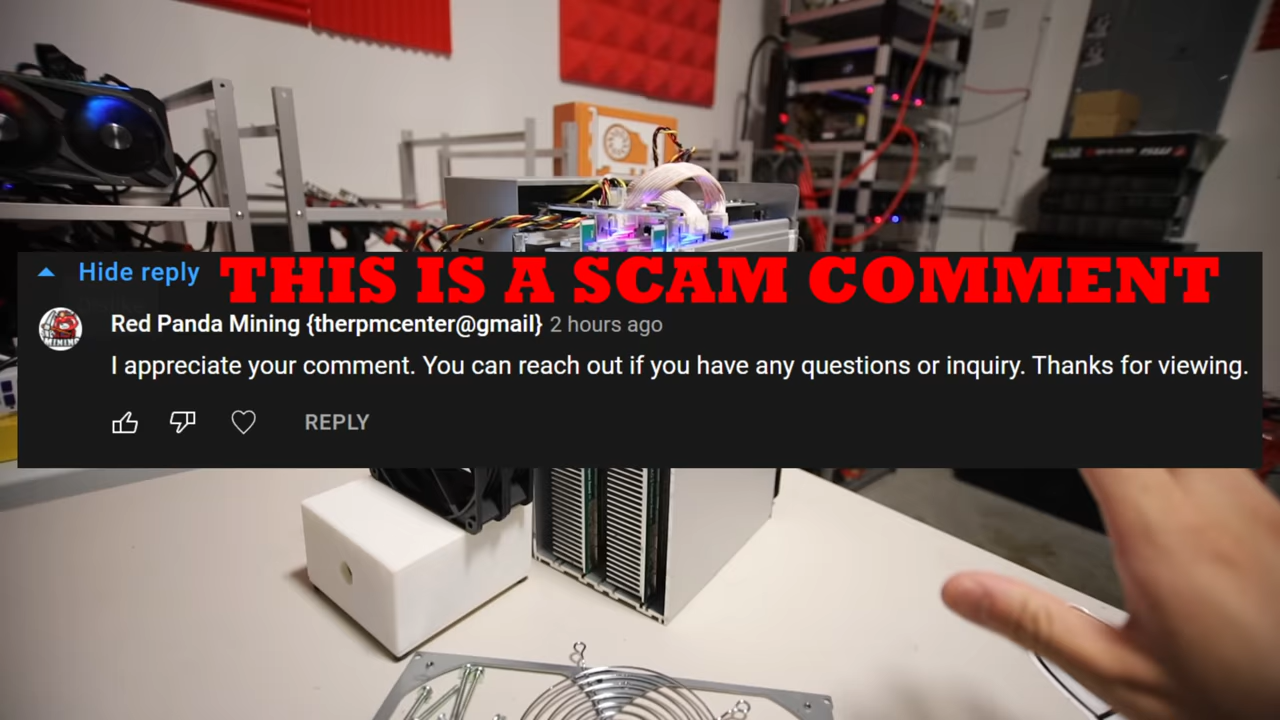 Hide reply THIS IS A SCAM COMMENT
Red Panda Mining {therpmcenter@gmail} 2 hours ago
I appreciate your comment. You can reach out if you have any questions or inquiry. Thanks for viewing.
REPLY